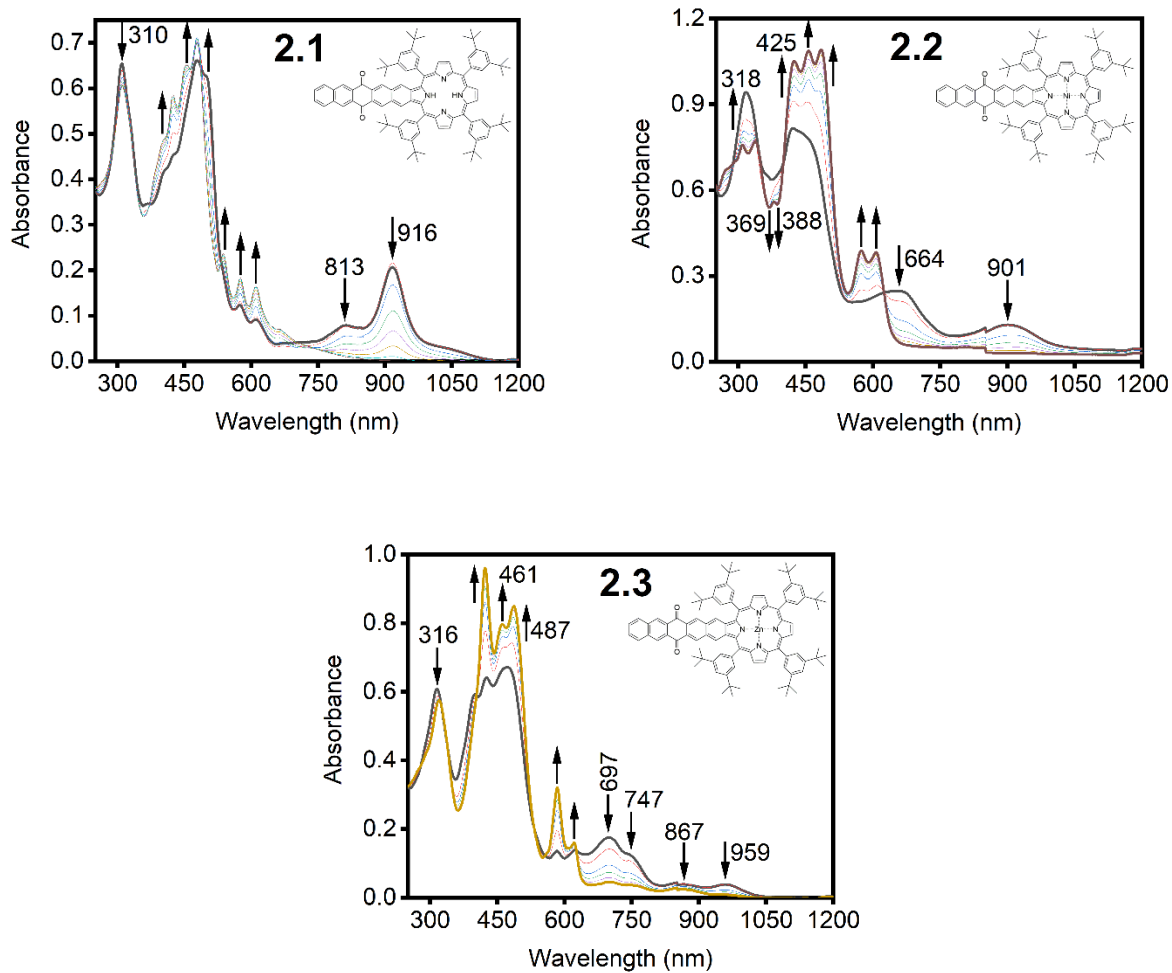 2.1
310
813
916
0.7
0.6
0.5
0.4
0.3
0.2
0.1
0.0
Absorbance
300 450 600 750 900 1050 1200
Wavelength (nm)
O
O
NH
N
HN
N
2.2
318
425
369
388
664
901
1.2
0.9
0.6
0.3
0.0
Absorbance
300 450 600 750 900 1050 1200
Wavelength (nm)
O
O
N
N
Ni
N
N
2.3
316
461
487
697
747
867
959
1.0
0.8
0.6
0.4
0.2
0.0
Absorbance
300 450 600 750 900 1050 1200
Wavelength (nm)
O
O
N
N
Zn
N
N